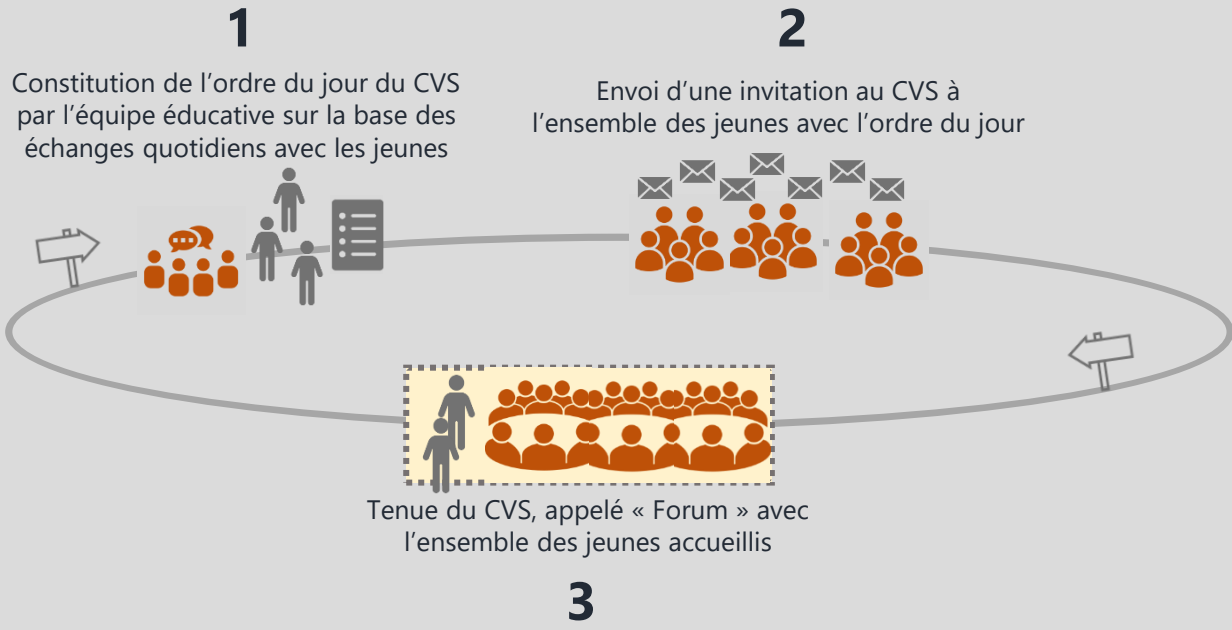 1
Constitution de l’ordre du jour du CVS
par l’équipe éducative sur la base des
échanges quotidiens avec les jeunes
2
Envoi d’une invitation au CVS à
l’ensemble des jeunes avec l’ordre du jour
Tenue du CVS, appelé « Forum » avec
l’ensemble des jeunes accueillis
3